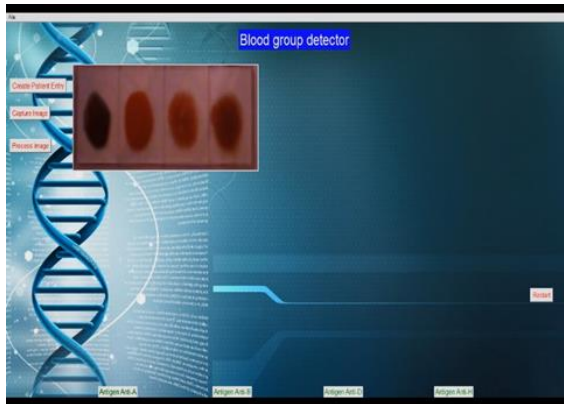 File
Blood group detector
Create Patient Entry
Capture Image
Process Image
Restart
Antigen Anti-A
Antigen Anti-B
Antigen Anti-D
Antigen Anti-H